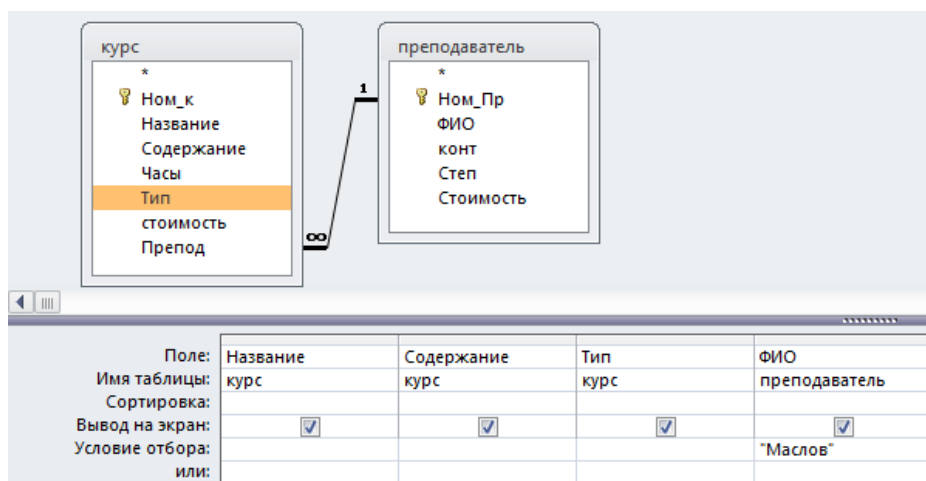 курс
*
Ном_к
Название
Содержание
Часы
Тип
стоимость
Препод
1
∞
преподаватель
*
Ном_Пр
ФИО
конт
Степ
Стоимость
Поле: Название Содержание Тип ФИО
Имя таблицы: курс курс курс преподаватель
Сортировка:
Вывод на экран:
Условие отбора: "Маслов"
или: